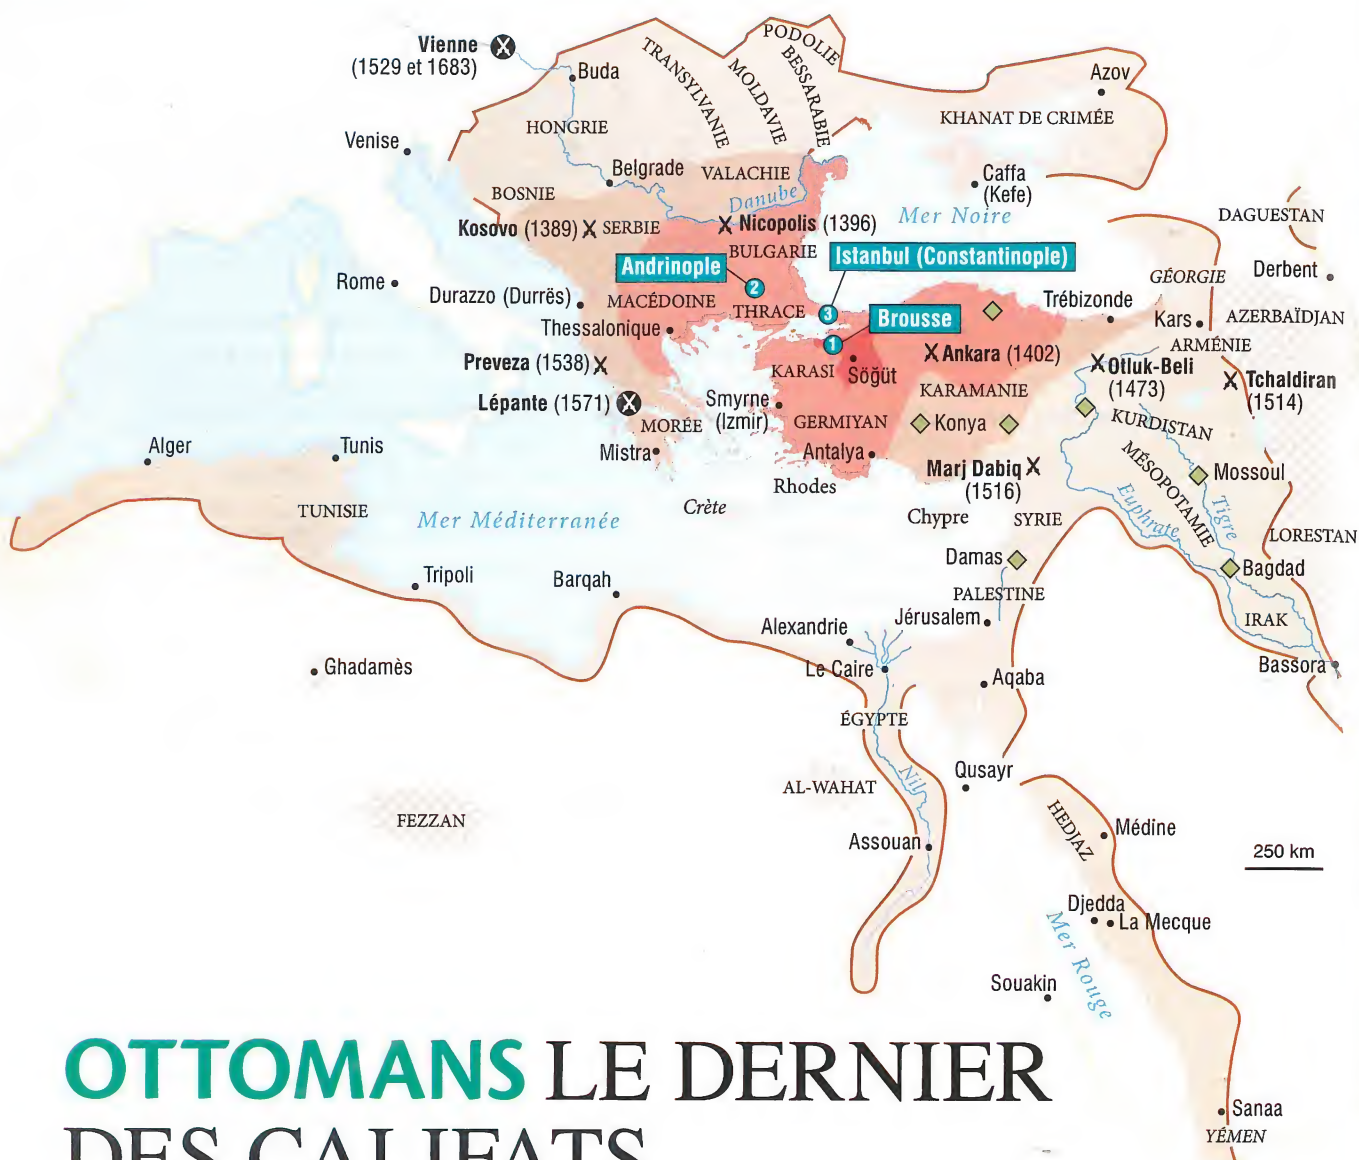 PODOLIE
Vienne
(1529 et 1683)
TRANSYLVANIE
MOLDAVIE
BESSARABIE
Buda
Azov
KHANAT DE CRIMÉE
HONGRIE
Venise
Belgrade
VALACHIE
Caffa
(Kefe)
BOSNIE
Danube
Mer Noire
DAGUESTAN
Kosovo (1389)
SERBIE
Nicopolis (1396)
BULGARIE
Istanbul (Constantinople)
Andrinople
2
GÉORGIE
Derbent
Rome
Durazzo (Durrës)
MACÉDOINE
THRACE
3
Brousse
Trébizonde
Kars
AZERBAÏDJAN
Thessalonique
1
ARMÉNIE
Preveza (1538)
KARASI
Söğüt
Ankara (1402)
Otluk-Beli
(1473)
Tchaldiran
(1514)
KARAMANIE
Lépante (1571)
Smyrne
(Izmir)
MORÉE
GERMIYAN
Konya
KURDISTAN
Alger
Tunis
Mistra
Antalya
Marj Dabiq
(1516)
MÉSOPOTAMIE
Mossoul
Rhodes
Euphrate
Tigre
TUNISIE
Mer Méditerranée
Crète
Chypre
SYRIE
LORESTAN
Damas
Bagdad
Tripoli
Barqah
PALESTINE
Alexandrie
Jérusalem
IRAK
Ghadamès
Le Caire
Aqaba
Bassora
ÉGYPTE
Nil
Qusayr
AL-WAHAT
FEZZAN
HEDJAZ
Médine
Assouan
250 km
Djedda
La Mecque
Mer Rouge
Souakin
OTTOMANS LE DERNIER
DES CALIFATS
Sanaa
YÉMEN